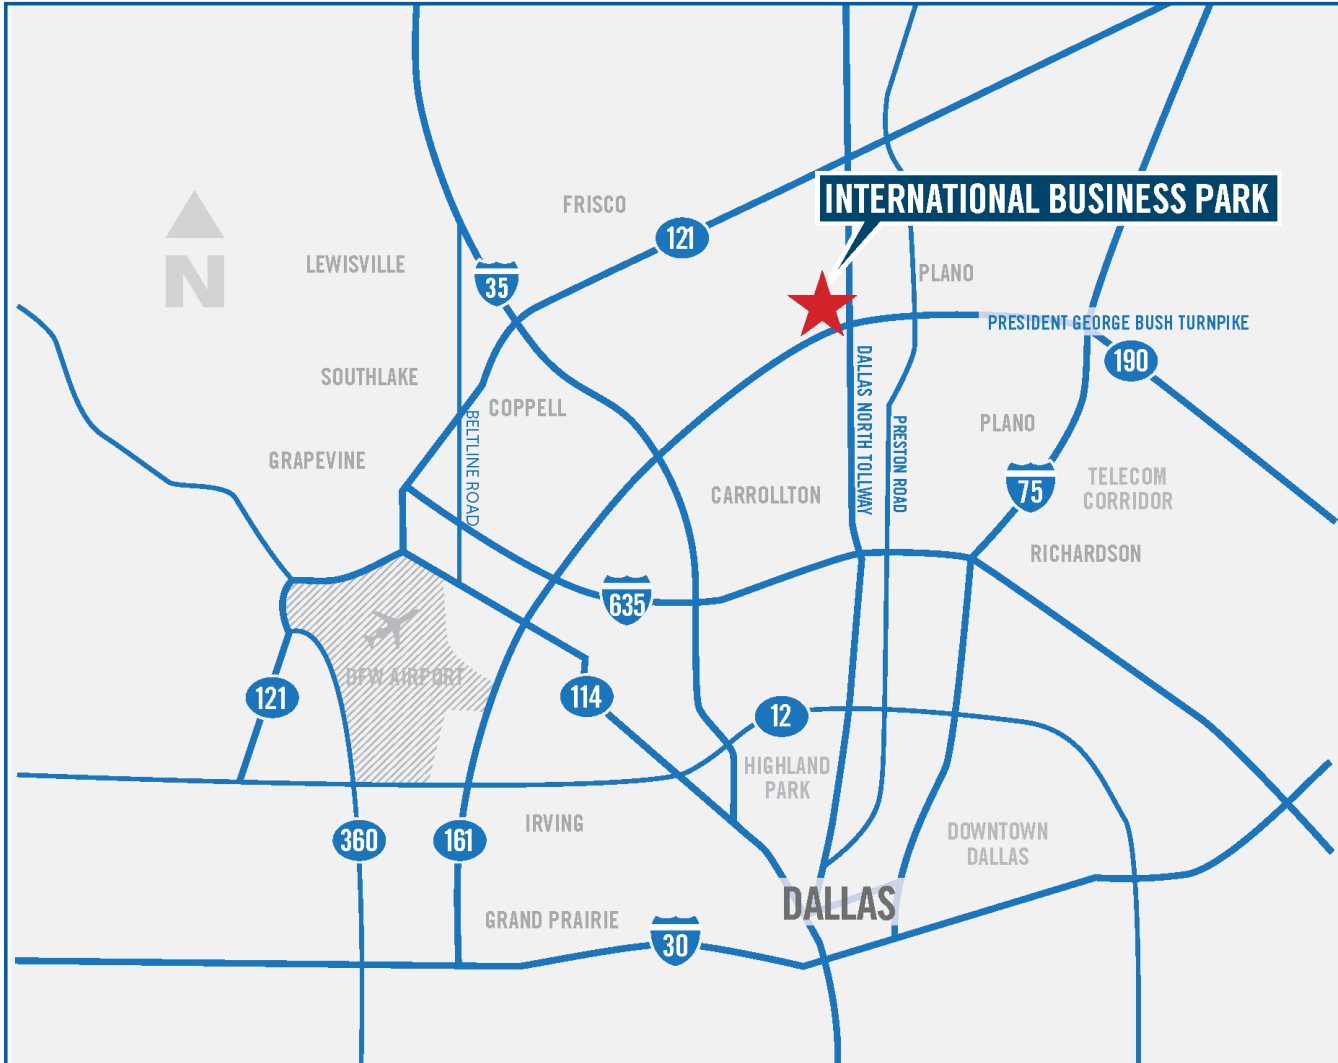 FRISCO
INTERNATIONAL BUSINESS PARK
121
N
LEWISVILLE
35
PLANO
PRESIDENT GEORGE BUSH TURNPIKE
190
SOUTHLAKE
COPPELL
BELTLINE ROAD
DALLAS NORTH TOLLWAY
PRESTON ROAD
PLANO
GRAPEVINE
CARROLLTON
75
TELECOM
CORRIDOR
RICHARDSON
635
DFW AIRPORT
121
114
12
HIGHLAND
PARK
360
161
IRVING
DOWNTOWN
DALLAS
DALLAS
GRAND PRAIRIE
30